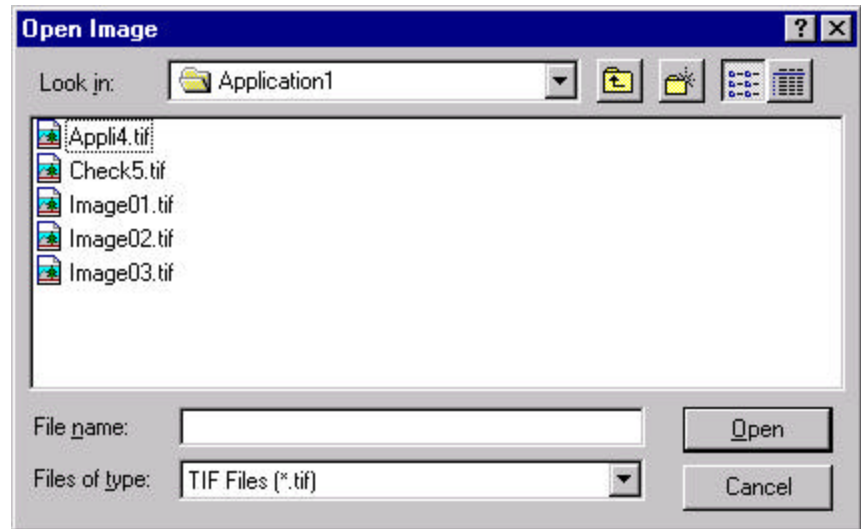 Open Image
Look in: Application1
Appli4.tif
Check5.tif
Image01.tif
Image02.tif
Image03.tif
File name: Open
Files of type: TIF Files (*.tif) Cancel